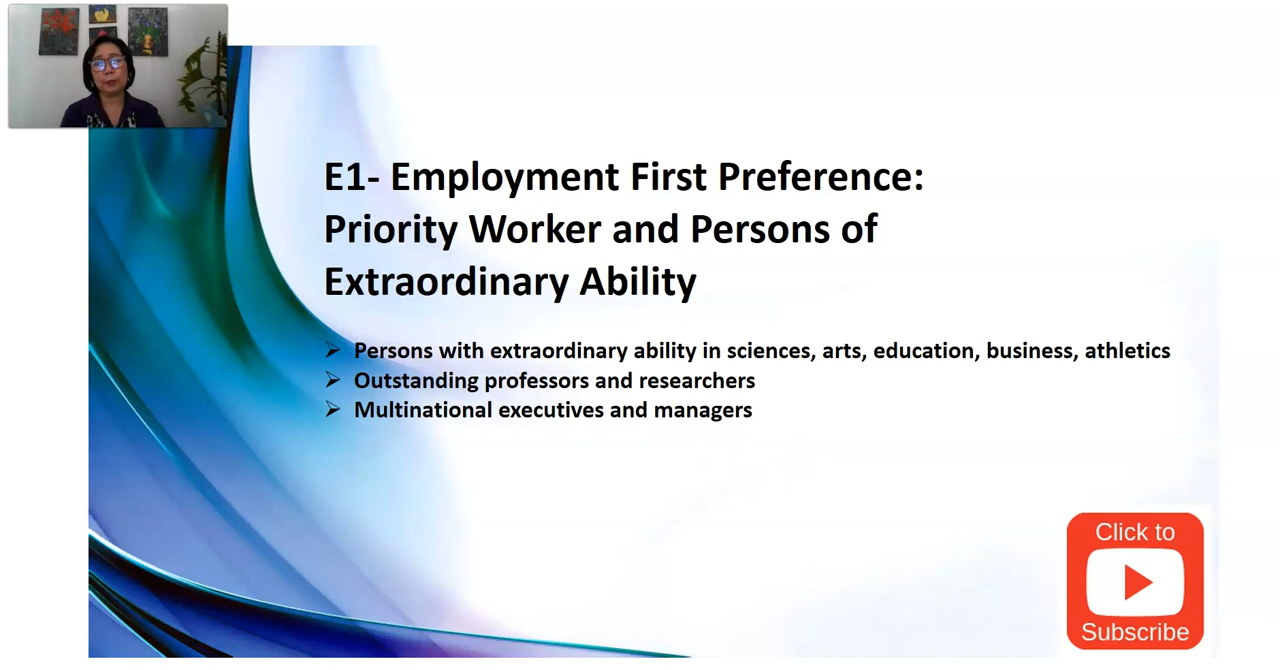 E1- Employment First Preference:
Priority Worker and Persons of
Extraordinary Ability
Persons with extraordinary ability in sciences, arts, education, business, athletics
Outstanding professors and researchers
Multinational executives and managers
Click to
Subscribe